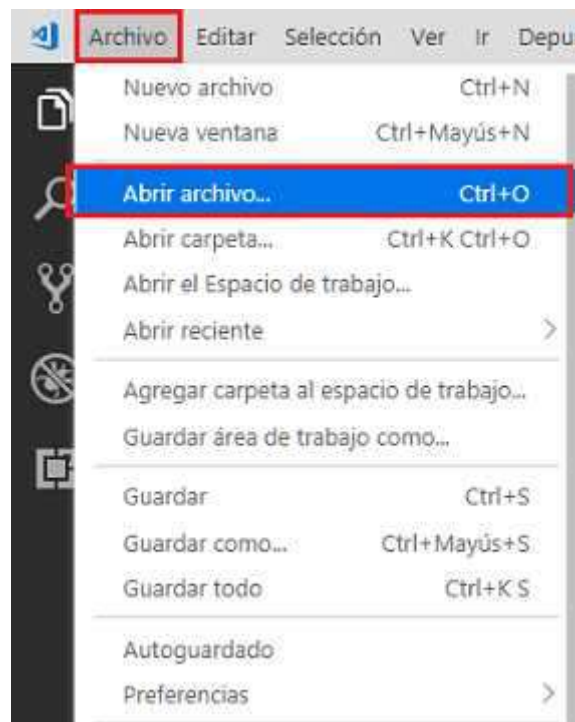 Archivo Editar Selección Ver Ir Depu
Nuevo archivo Ctrl+N
Nueva ventana Ctrl+Mayús+N
Abrir archivo... Ctrl+O
Abrir carpeta... Ctrl+K Ctrl+O
Abrir el Espacio de trabajo...
Abrir reciente
Agregar carpeta al espacio de trabajo...
Guardar área de trabajo como...
Guardar Ctrl+S
Guardar como... Ctrl+Mayús+S
Guardar todo Ctrl+K S
Autoguardado
Preferencias